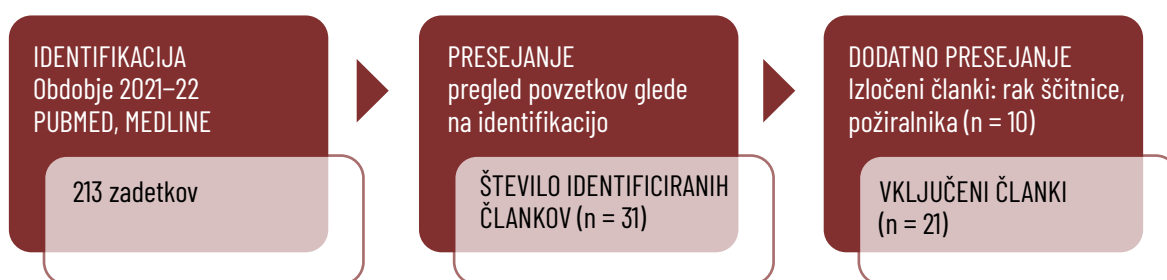 IDENTIFIKACIJA
Obdobje 2021–22
PUBMED, MEDLINE
213 zadetkov
PRESEJANJE
pregled povzetkov glede
na identifikacijo
ŠTEVILO IDENTIFICIRANIH
ČLANKOV (n = 31)
DODATNO PRESEJANJE
Izločeni članki: rak ščitnice,
požiralnika (n = 10)
VKLJUČENI ČLANKI
(n = 21)